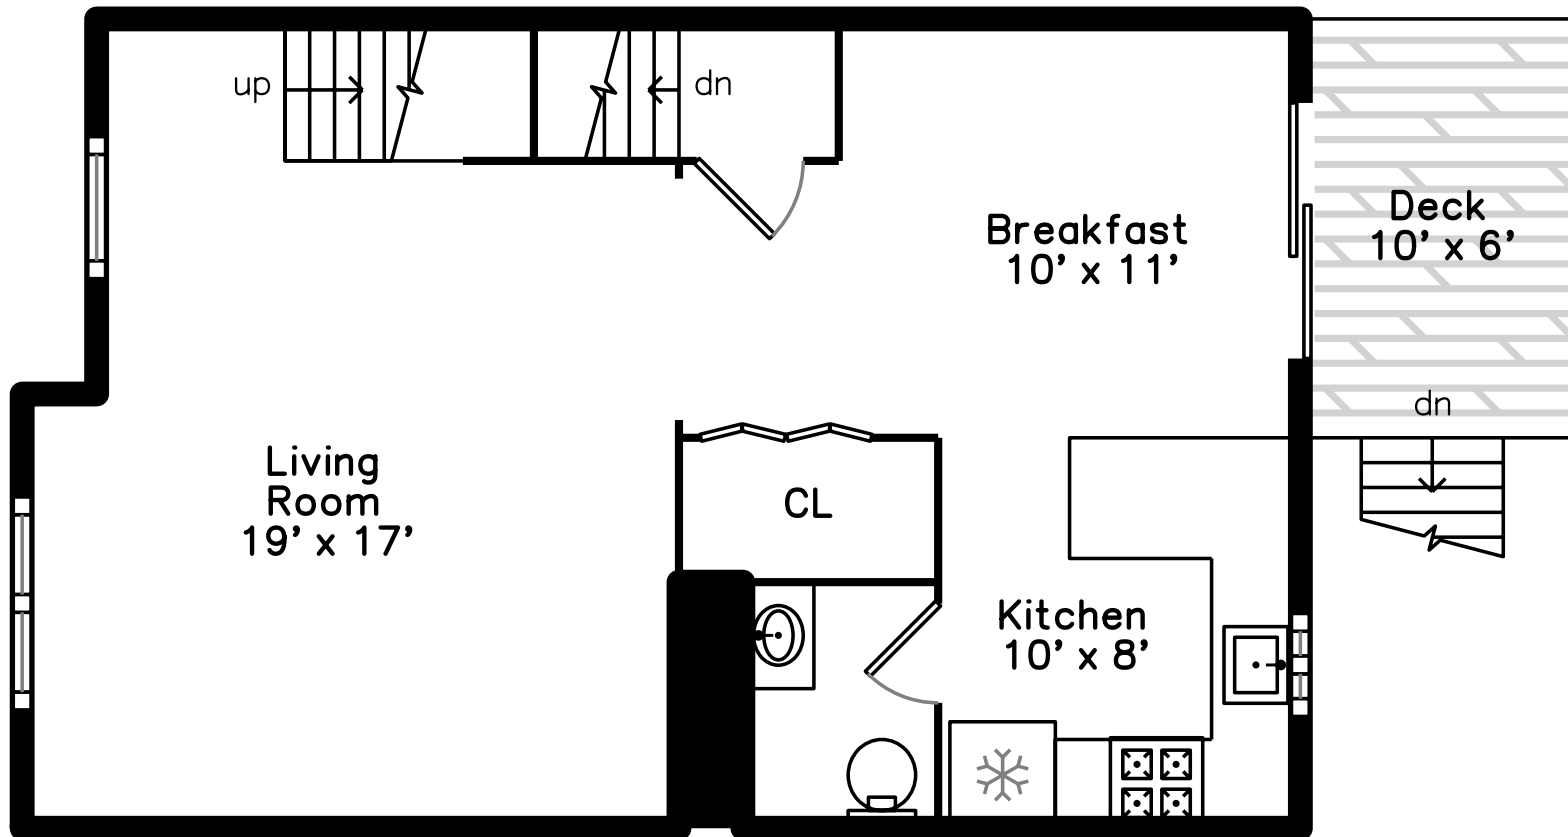 up
dn
Breakfast
10’ x 11’
Deck
10’ x 6’
dn
Living
Room
19’ x 17’
CL
Kitchen
10’ x 8’